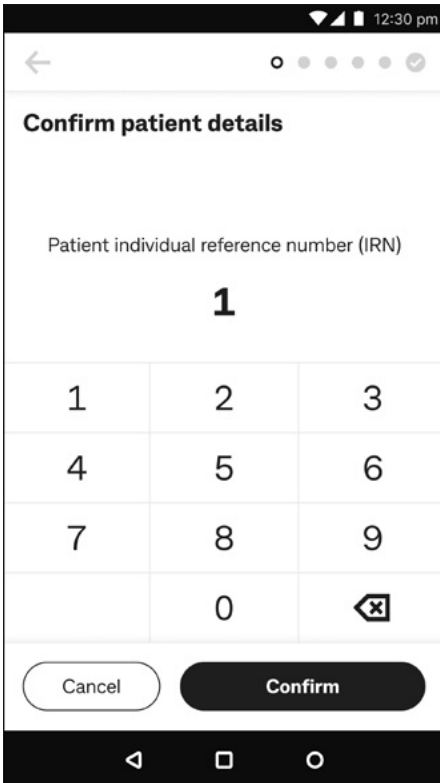 12:30 pm
Confirm patient details
Patient individual reference number (IRN)
1
1 2 3
4 5 6
7 8 9
0
Cancel Confirm